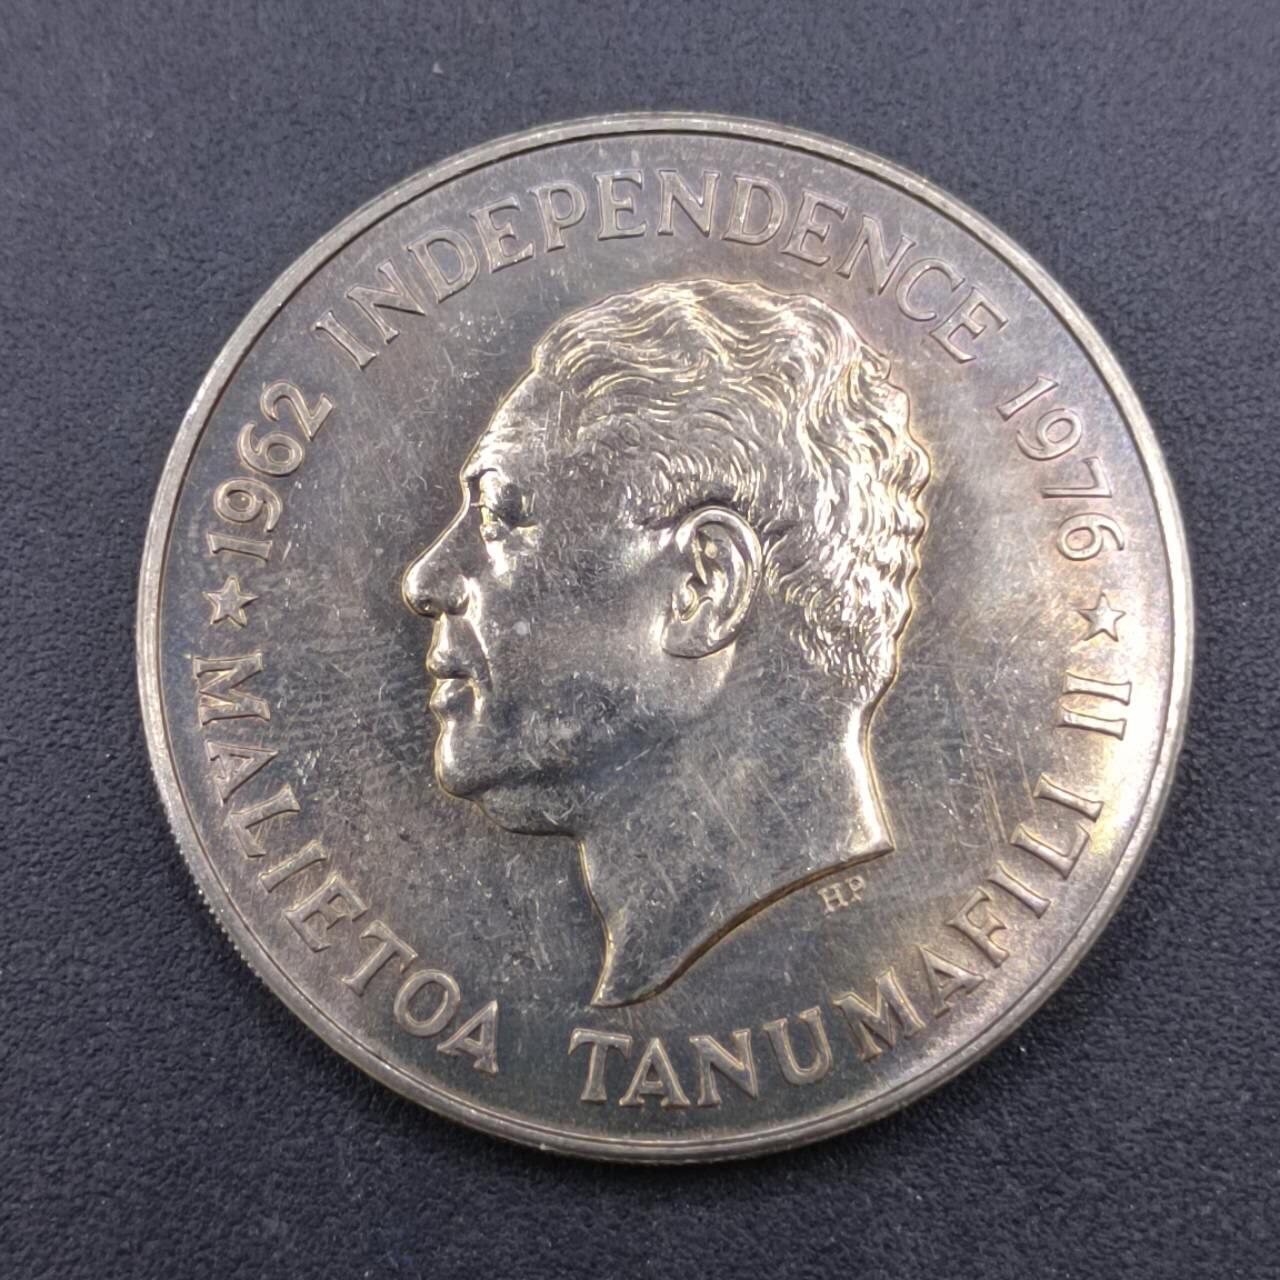 1962 INDEPENDENCE 1976
★ MALIETOA TANUMAFILI II ★
HP